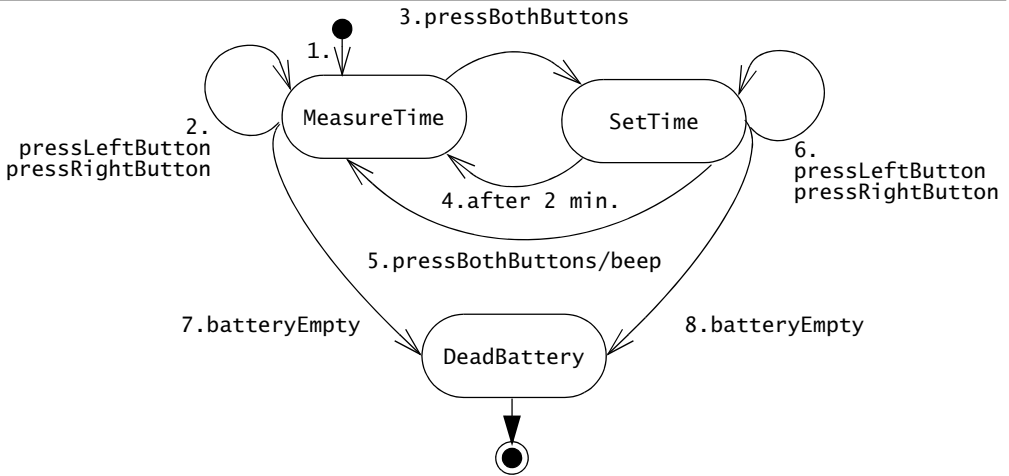 3.pressBothButtons
1.
MeasureTime
SetTime
2.
pressLeftButton
pressRightButton
6.
pressLeftButton
pressRightButton
4.after 2 min.
5.pressBothButtons/beep
7.batteryEmpty
8.batteryEmpty
DeadBattery